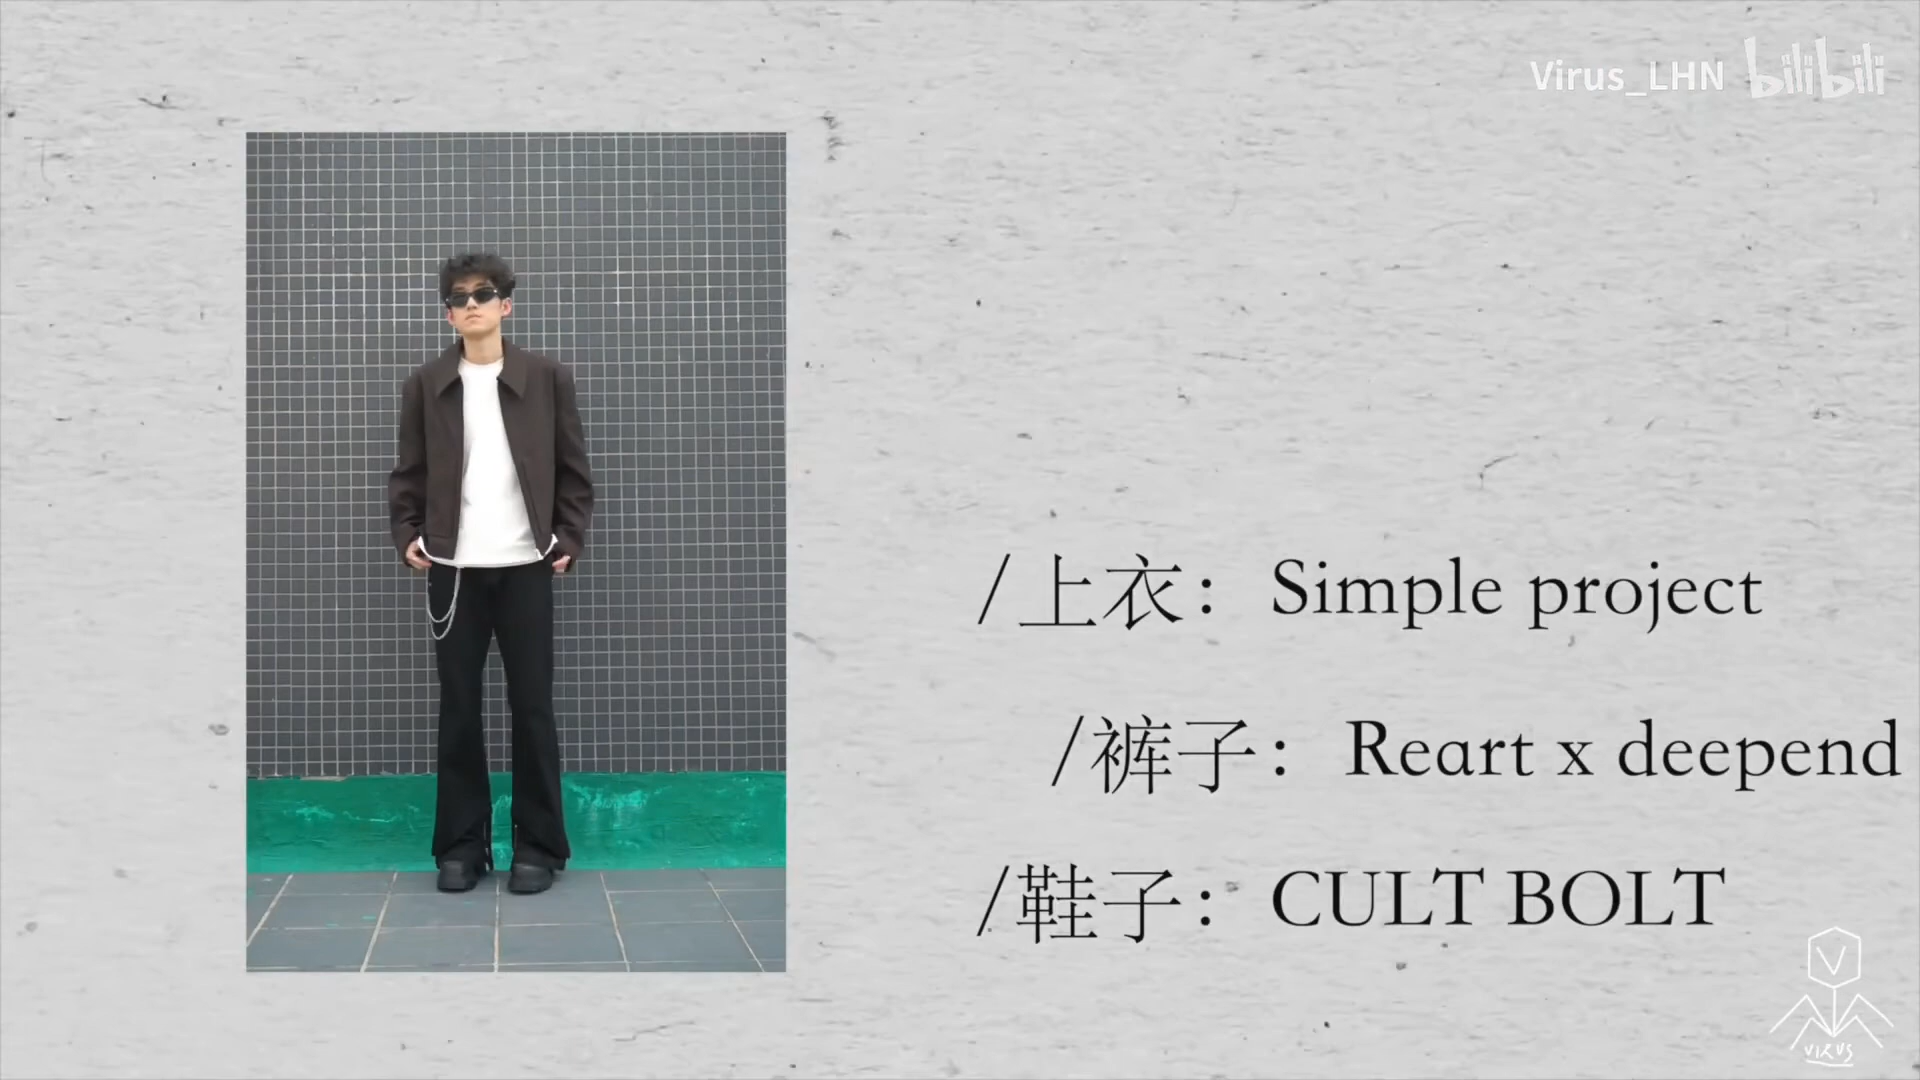 Virus_LHN bilibili
/上衣：Simple project
/裤子：Reart x deepend
/鞋子：CULT BOLT
V
VIRUS